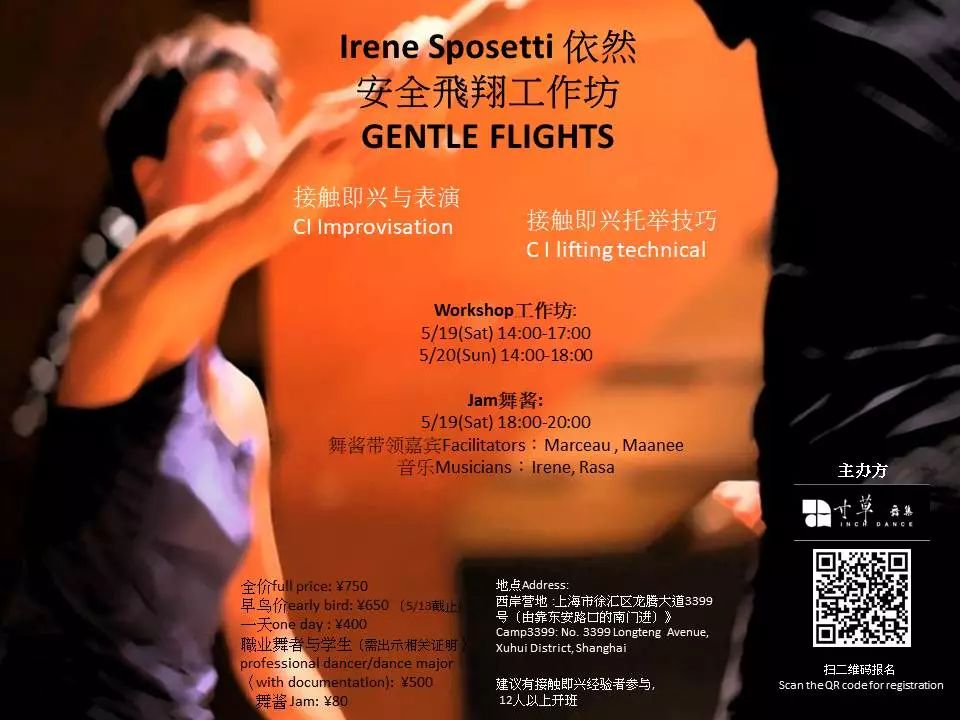 Irene Sposetti 依然
安全飛翔工作坊
GENTLE FLIGHTS
接触即兴与表演
CI Improvisation
接触即兴托举技巧
C I lifting technical
Workshop工作坊:
5/19(Sat) 14:00-17:00
5/20(Sun) 14:00-18:00
Jam舞酱:
5/19(Sat) 18:00-20:00
舞酱带领嘉宾Facilitators：Marceau , Maanee
音乐Musicians：Irene, Rasa
主办方
寸草 舞集
INCH DANCE
全价full price: ¥750
早鸟价early bird: ¥650 （5/13截止）
一天one day : ¥400
職业舞者与学生（需出示相关证明 ）
professional dancer/dance major
（with documentation): ¥500
舞酱 Jam: ¥80
地点Address:
西岸营地 :上海市徐汇区龙腾大道3399
号〔由靠东安路口的南门进〕》
Camp3399: No. 3399 Longteng Avenue,
Xuhui District, Shanghai
建议有接触即兴经验者参与,
12人以上开班
扫二维码报名
Scan the QR code for registration